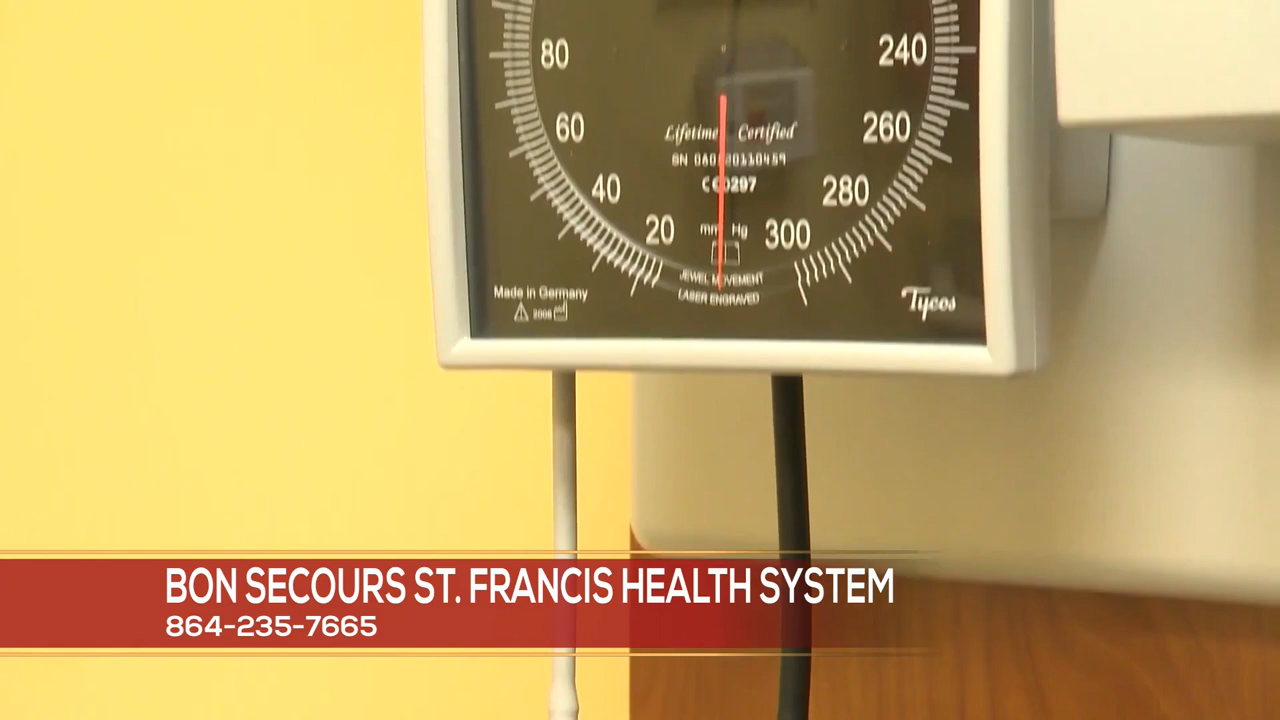 80
240
60
260
Lifetime Certified
40
280
20
mm Hg
300
JEWEL MOVEMENT
LASER ENGRAVED
Made in Germany
2008
Tycos
BON SECOURS ST. FRANCIS HEALTH SYSTEM
864-235-7665